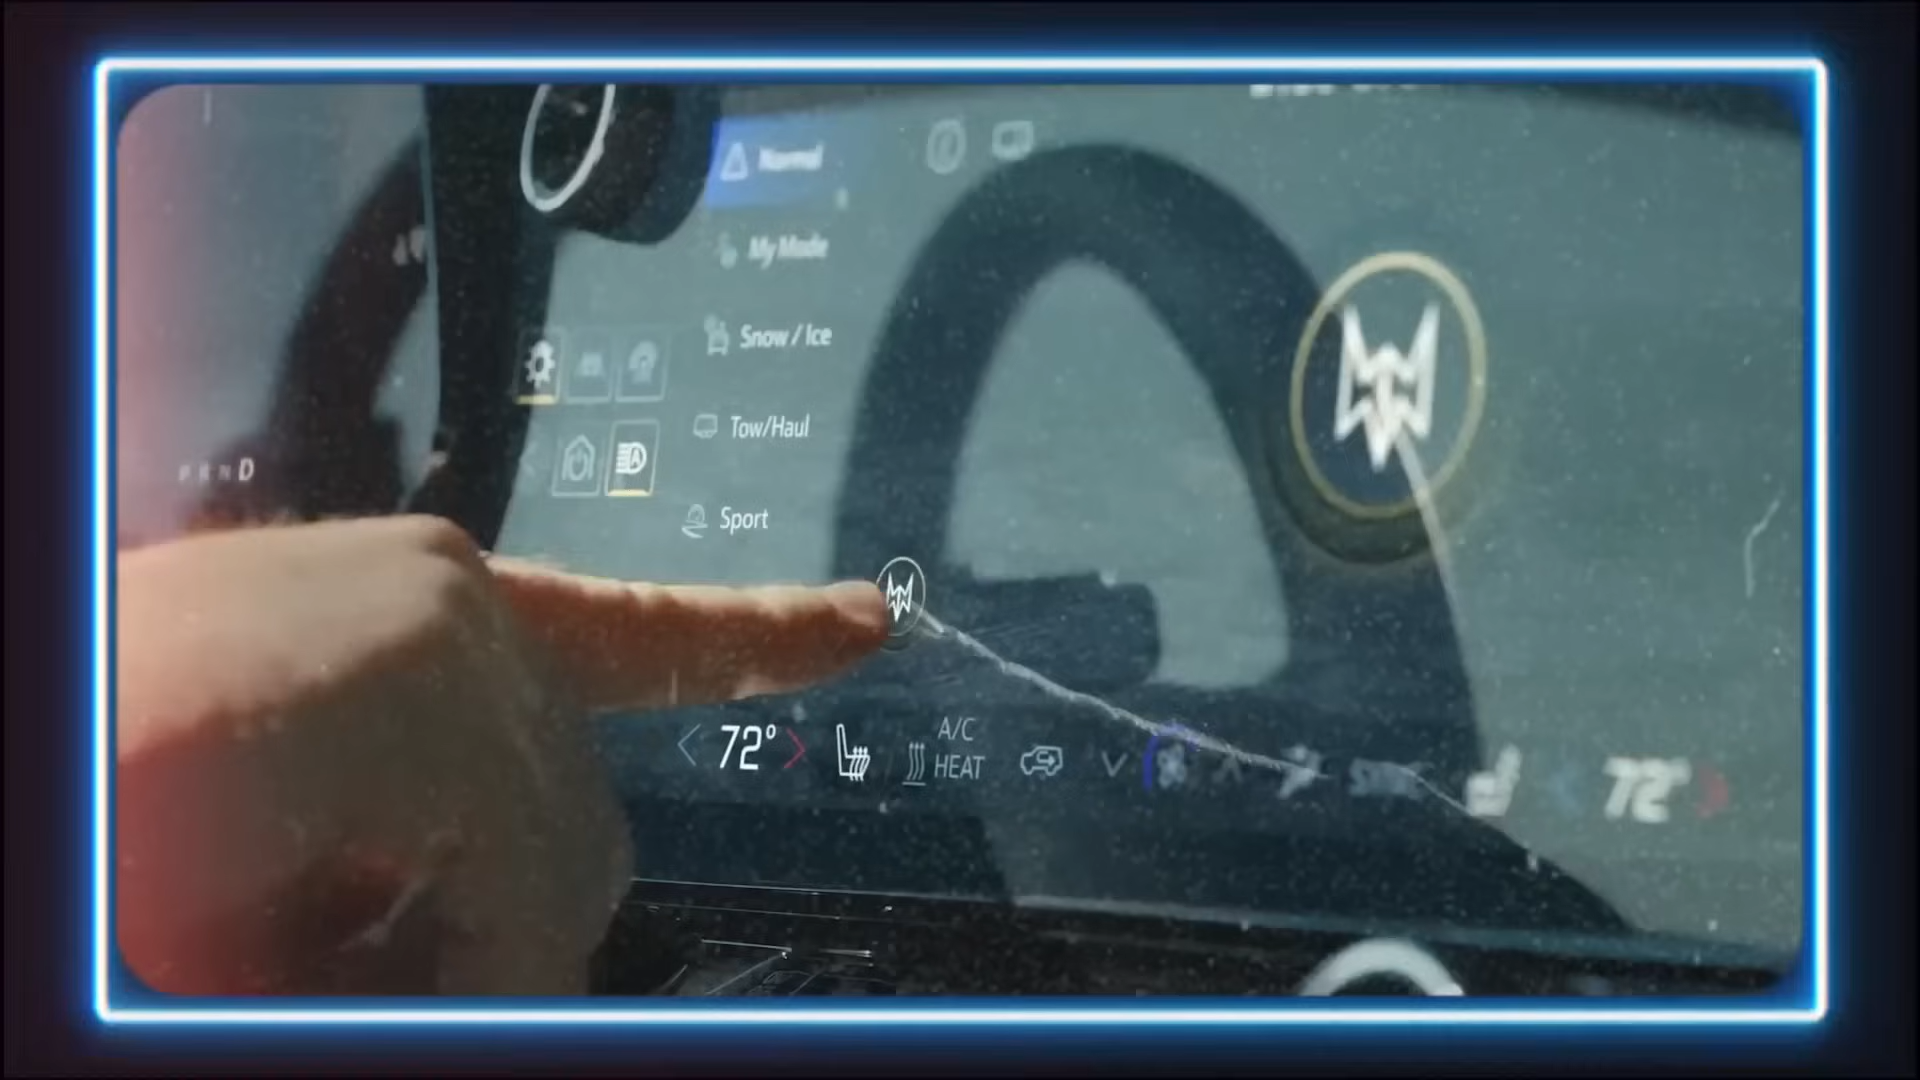 Normal
My Mode
Snow / Ice
Tow/Haul
PRND
Sport
72°
A/C
HEAT
72°